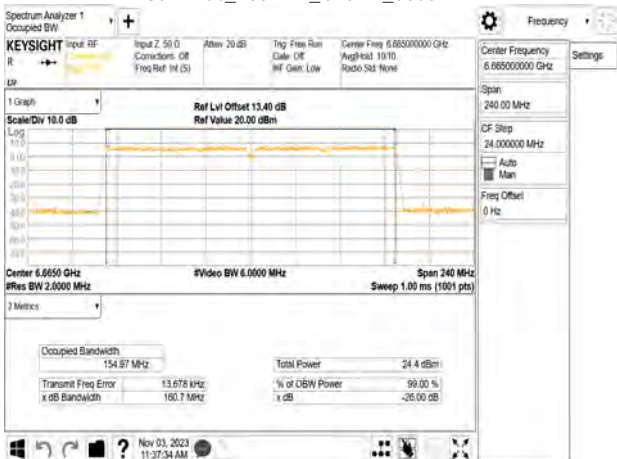 Spectrum Analyzer 1
Occupied BW
+
Frequency
KEYSIGHT
R
Input: RF
Input Z: 50 Ω
Corrections: Off
Freq Ref: Int (S)
Atten: 20 dB
Trig: Free Run
Gate: Off
#IF Gain: Low
Center Freq: 6.665000000 GHz
Avg|Hold: 10/10
Radio Std: None
Center Frequency
6.665000000 GHz
Settings
Span
240.00 MHz
CF Step
24.000000 MHz
Auto
Man
Freq Offset
0 Hz
1 Graph
Scale/Div 10.0 dB
Ref Lvl Offset 13.40 dB
Ref Value 20.00 dBm
Log
Center 6.6650 GHz
#Res BW 2.0000 MHz
#Video BW 6.0000 MHz
Span 240 MHz
Sweep 1.00 ms (1001 pts)
2 Metrics
Occupied Bandwidth
154.97 MHz
Total Power
24.4 dBm
Transmit Freq Error
13.678 kHz
% of OBW Power
99.00 %
x dB Bandwidth
160.7 MHz
x dB
-26.00 dB
?
Nov 03, 2023
11:37:34 AM